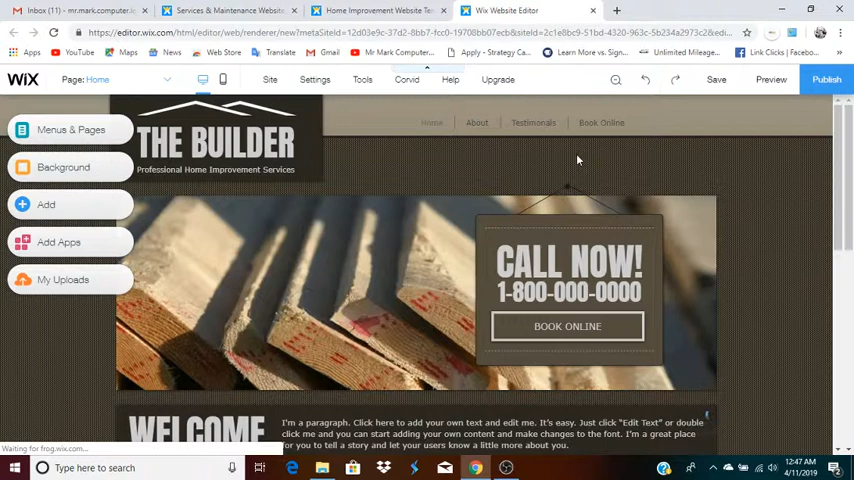 Inbox (11) - mr.mark.computer.le
Services & Maintenance Website
Home Improvement Website Te
Wix Website Editor
https://editor.wix.com/html/editor/web/renderer/new?metaSiteId=12d03e9c-37d2-8902-fc10-19708bb07ecb&siteId=2c1e8bc9-51bd-4320-963c-5b234a2973c2&edi...
Apps
YouTube
Maps
News
Web Store
Translate
Gmail
Mr Mark Computer
Apply - Strategy Ca...
Learn More vs. Sign...
Unlimited Mileage...
Link Clicks | Facebo...
WiX
Page: Home
Site
Settings
Tools
Corvid
Help
Upgrade
Save
Preview
Publish
Menus & Pages
Background
Add
Add Apps
My Uploads
THE BUILDER
Professional Home Improvement Services
Home
About
Testimonials
Book Online
CALL NOW!
1-800-000-0000
BOOK ONLINE
WELCOME
I'm a paragraph. Click here to add your own text and edit me. It's easy. Just click "Edit Text" or double
click me and you can start adding your own content and make changes to the font. I'm a great place
for you to tell a story and let your users know a little more about you.
Waiting for frog.wix.com...
Type here to search
12:47 AM
4/11/2019
2